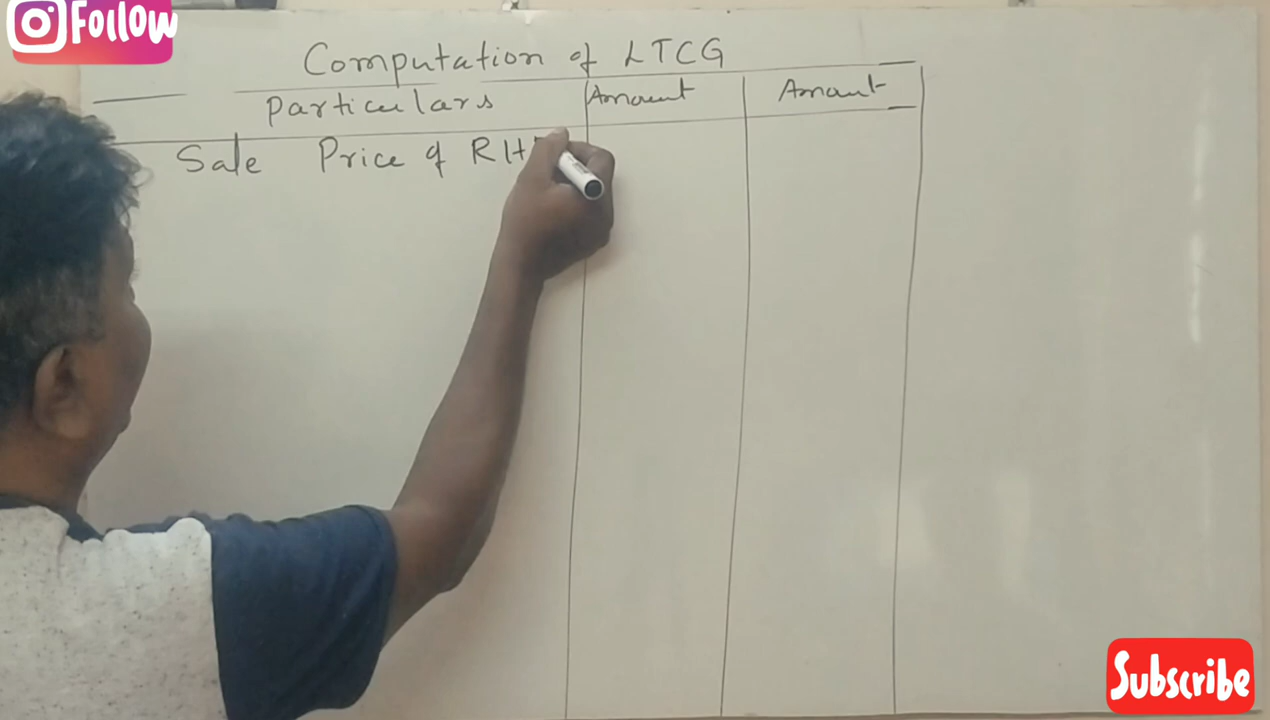 Follow
Computation of LTCG
Particulars Amount Amount
Sale Price of RH
Subscribe